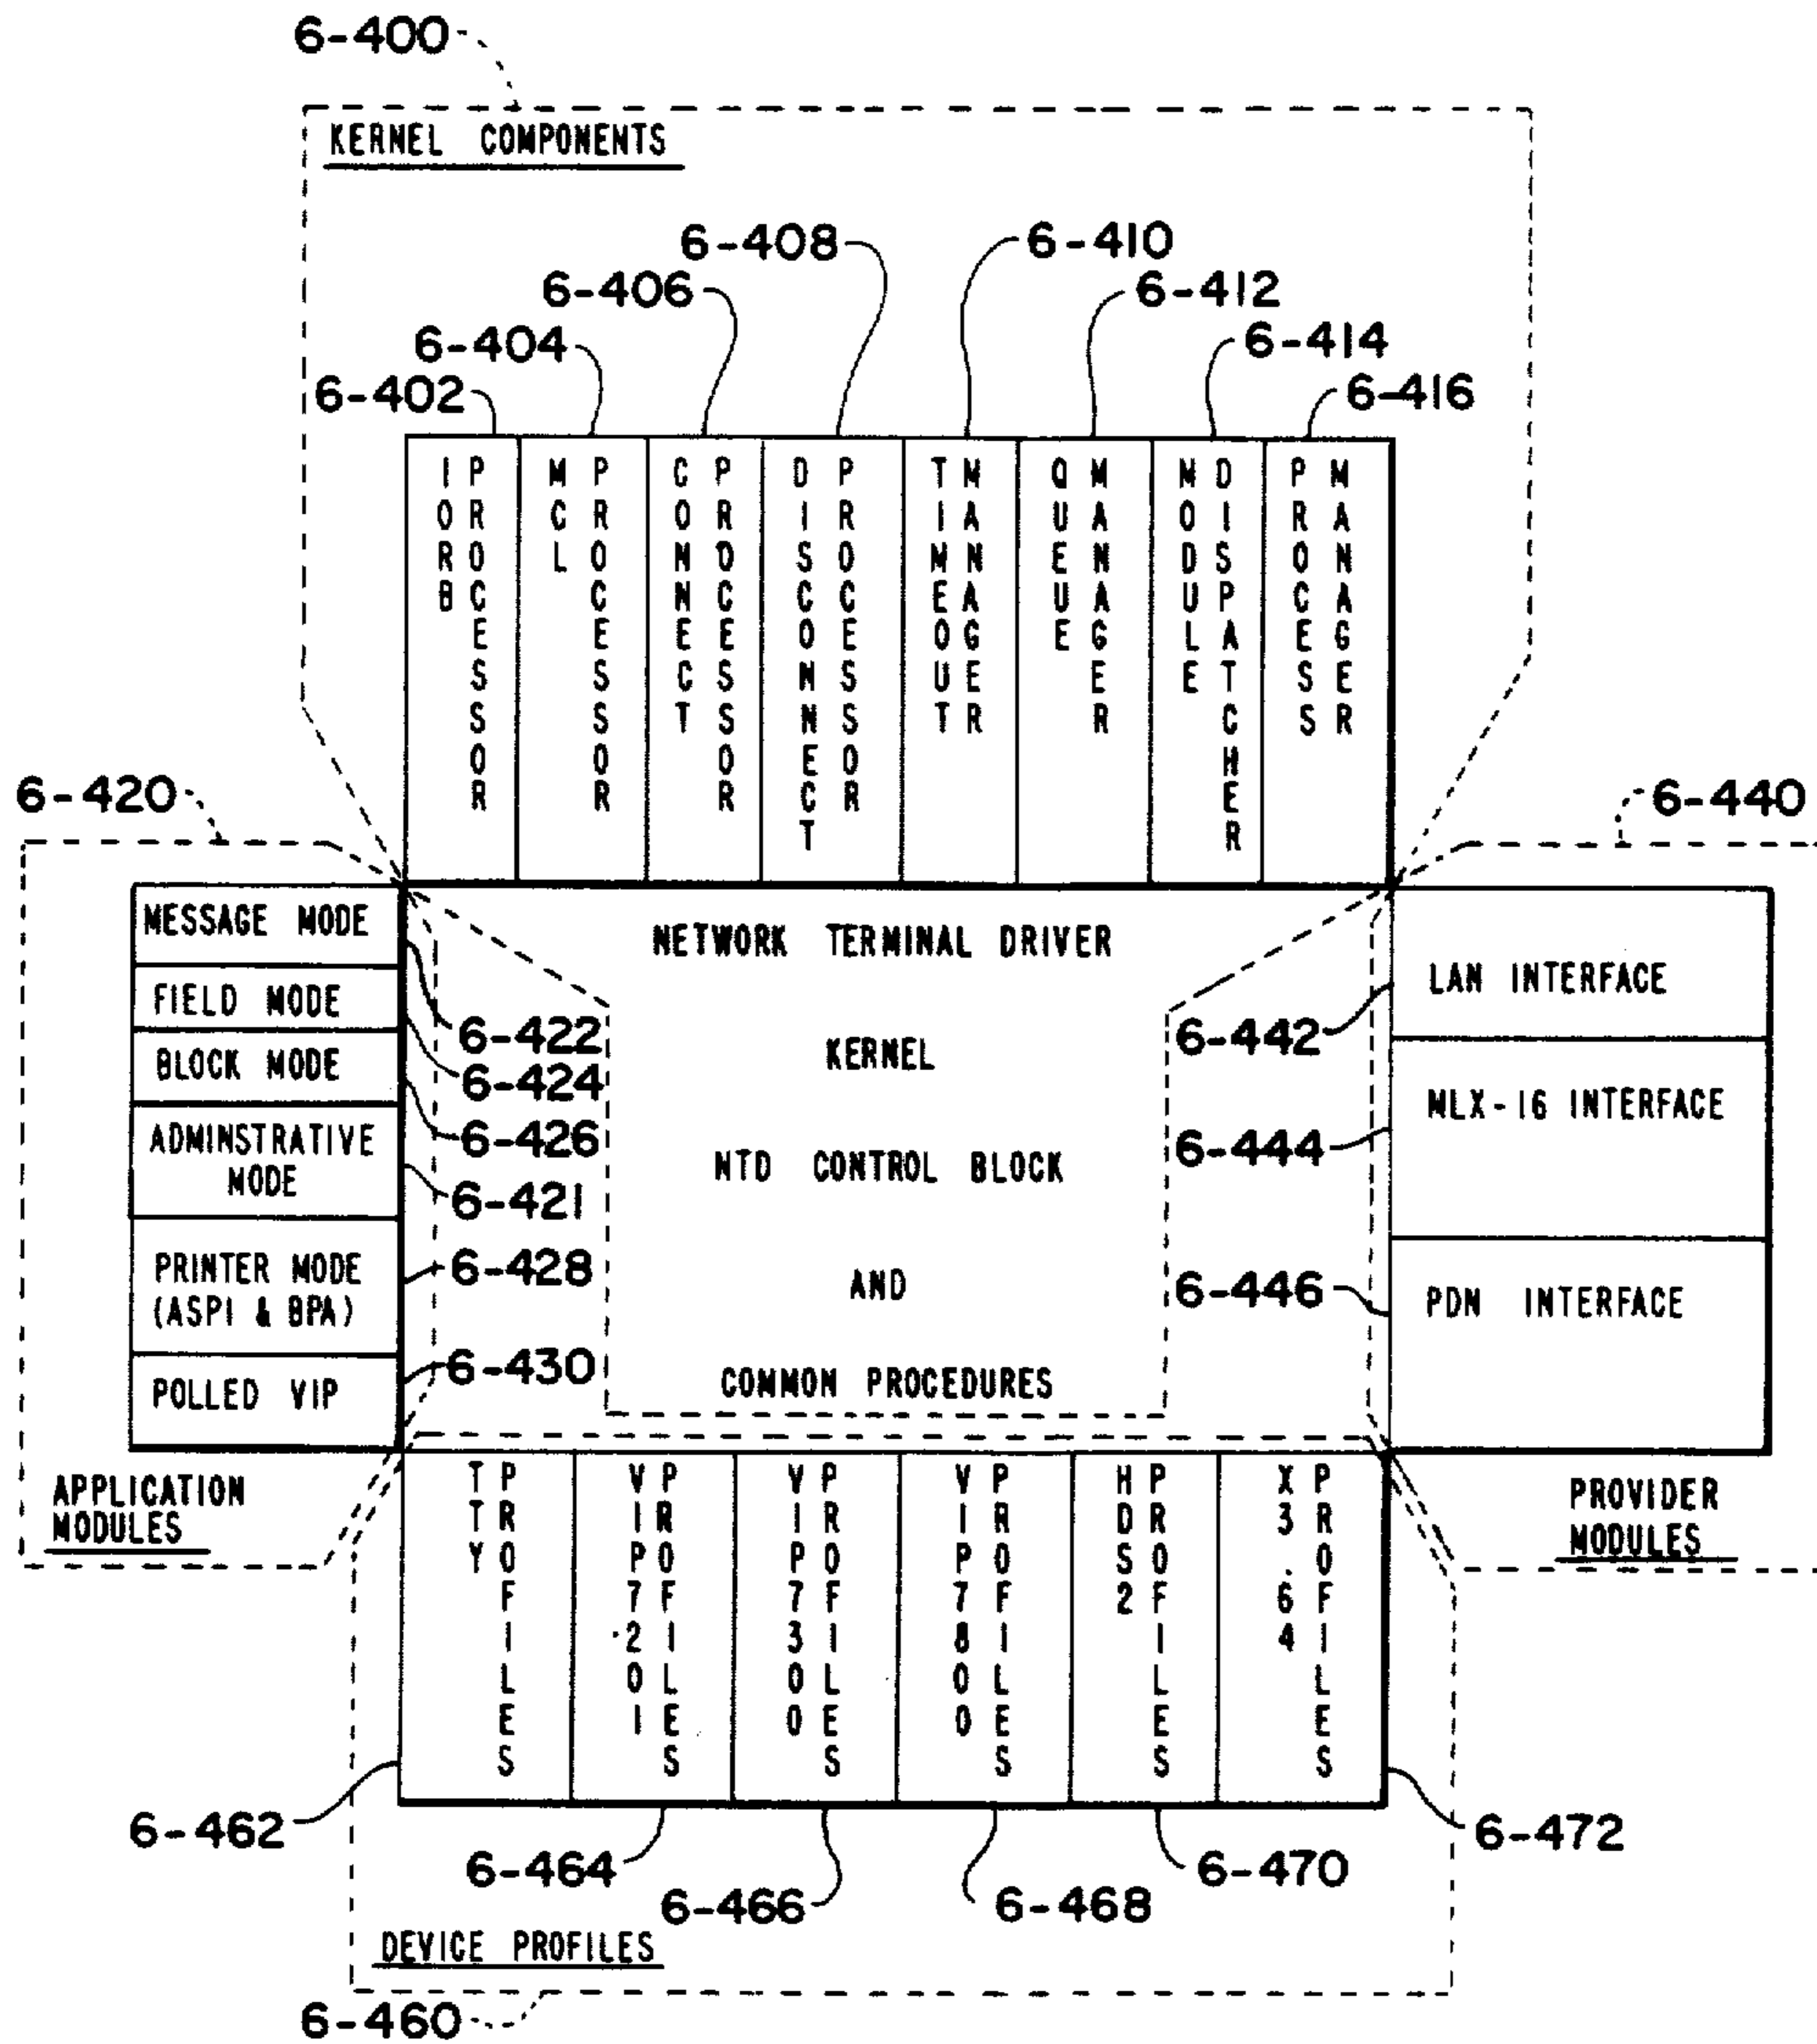 6-400
KERNEL COMPONENTS
6-408
6-410
6-406
6-412
6-404
6-414
6-402
6-416
IORB PROCESSOR
MCL PROCESSOR
CONNECT PROCESSOR
DISCONNECT PROCESSOR
TIMEOUT MANAGER
QUEUE MANAGER
MODULE DISPATCHER
PROCESS MANAGER
6-420
6-440
MESSAGE MODE
FIELD MODE
BLOCK MODE
ADMINSTRATIVE
MODE
PRINTER MODE
(ASPI & BPA)
POLLED VIP
6-422
6-424
6-426
6-421
6-428
6-430
APPLICATION
MODULES
NETWORK TERMINAL DRIVER
KERNEL
NTD CONTROL BLOCK
AND
COMMON PROCEDURES
6-442
6-444
6-446
LAN INTERFACE
MLX-16 INTERFACE
PDN INTERFACE
PROVIDER
MODULES
TTY PROFILES
VIP7201 PROFILES
VIP7300 PROFILES
VIP7800 PROFILES
HDS2 PROFILES
X3.64 PROFILES
6-462
6-464
6-466
6-468
6-470
6-472
DEVICE PROFILES
6-460